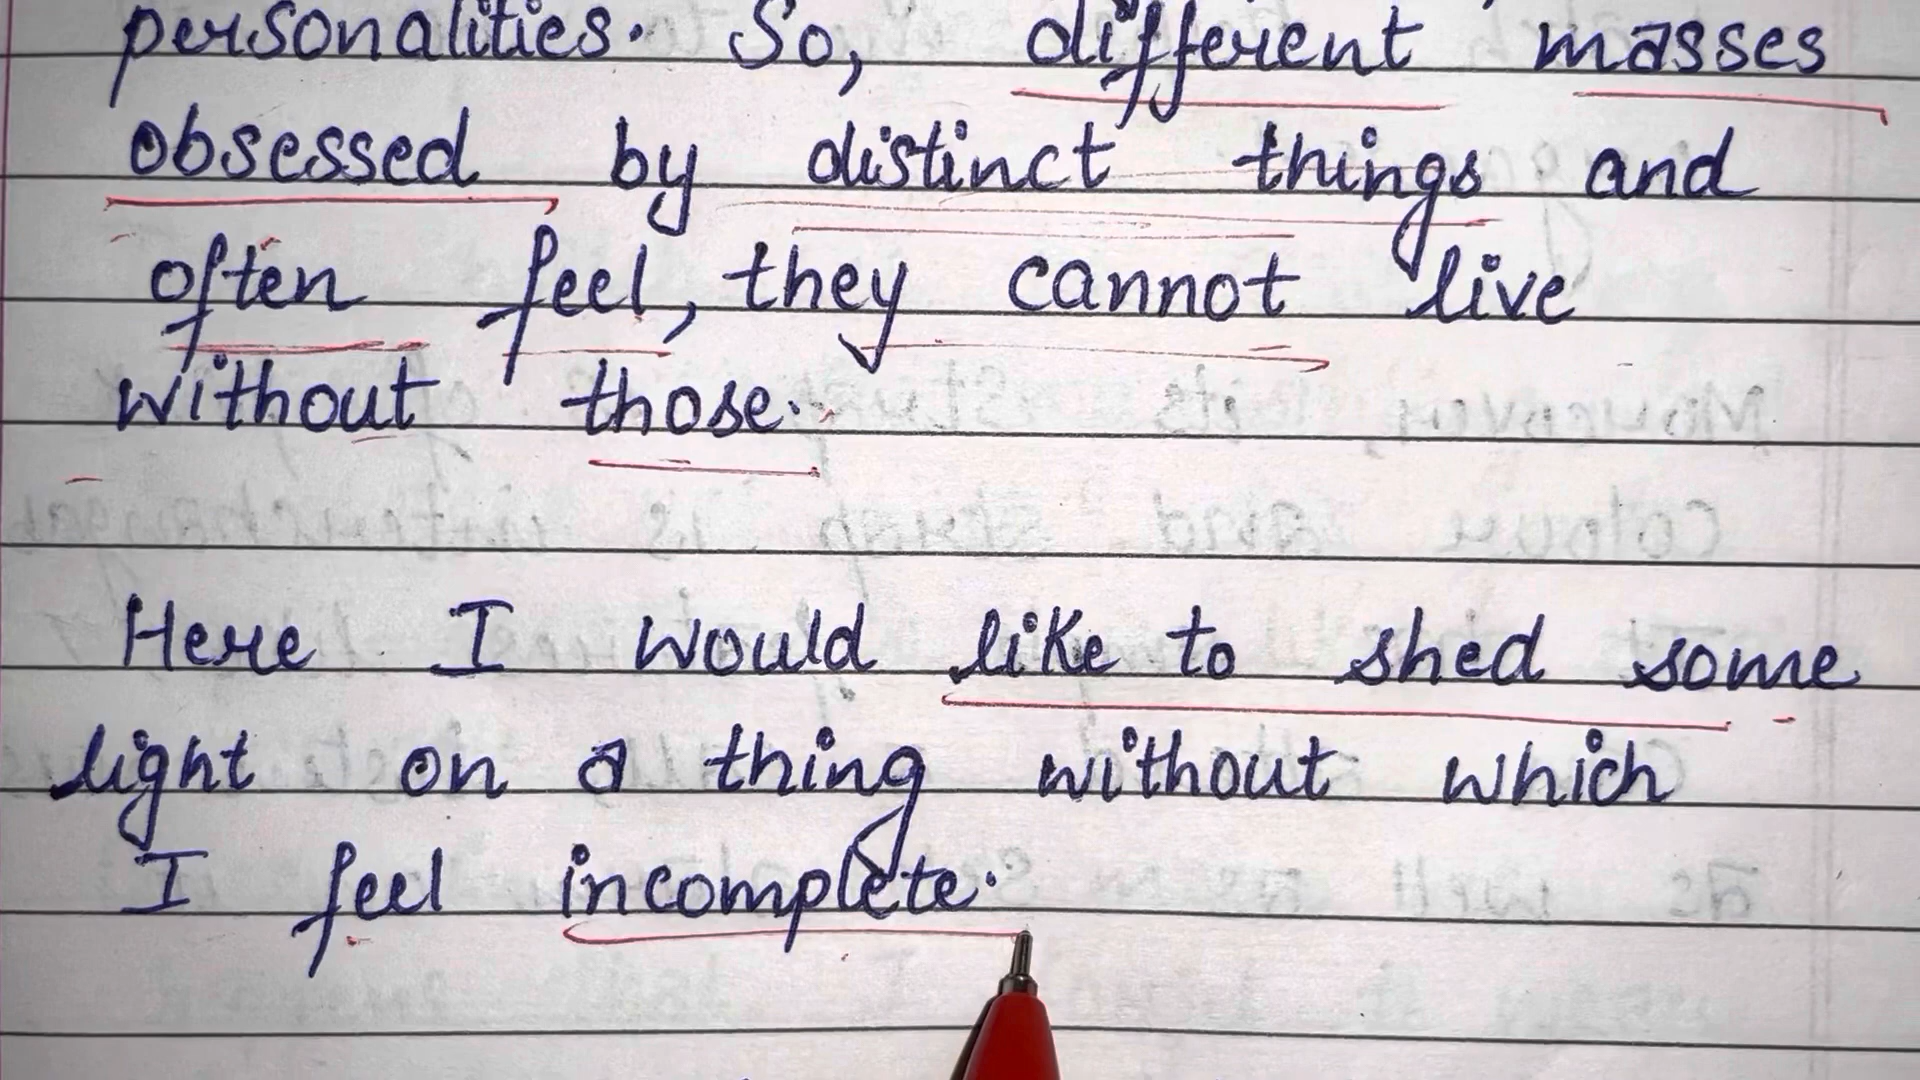 personalities. So, different masses
obsessed by distinct things and
often feel, they cannot live
without those.
Here I would like to shed some
light on a thing without which
I feel incomplete.